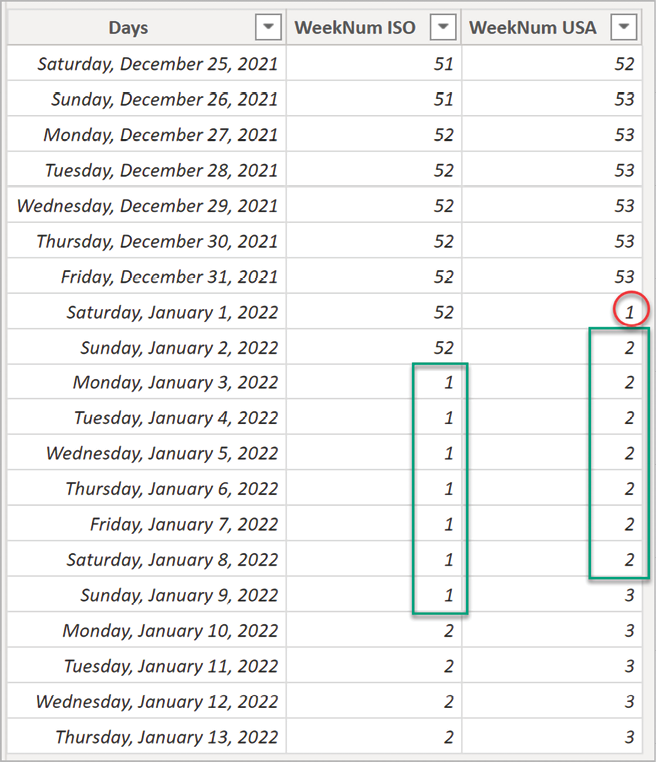 Days WeekNum ISO WeekNum USA
Saturday, December 25, 2021 51 52
Sunday, December 26, 2021 51 53
Monday, December 27, 2021 52 53
Tuesday, December 28, 2021 52 53
Wednesday, December 29, 2021 52 53
Thursday, December 30, 2021 52 53
Friday, December 31, 2021 52 53
Saturday, January 1, 2022 52 1
Sunday, January 2, 2022 52 2
Monday, January 3, 2022 1 2
Tuesday, January 4, 2022 1 2
Wednesday, January 5, 2022 1 2
Thursday, January 6, 2022 1 2
Friday, January 7, 2022 1 2
Saturday, January 8, 2022 1 2
Sunday, January 9, 2022 1 3
Monday, January 10, 2022 2 3
Tuesday, January 11, 2022 2 3
Wednesday, January 12, 2022 2 3
Thursday, January 13, 2022 2 3